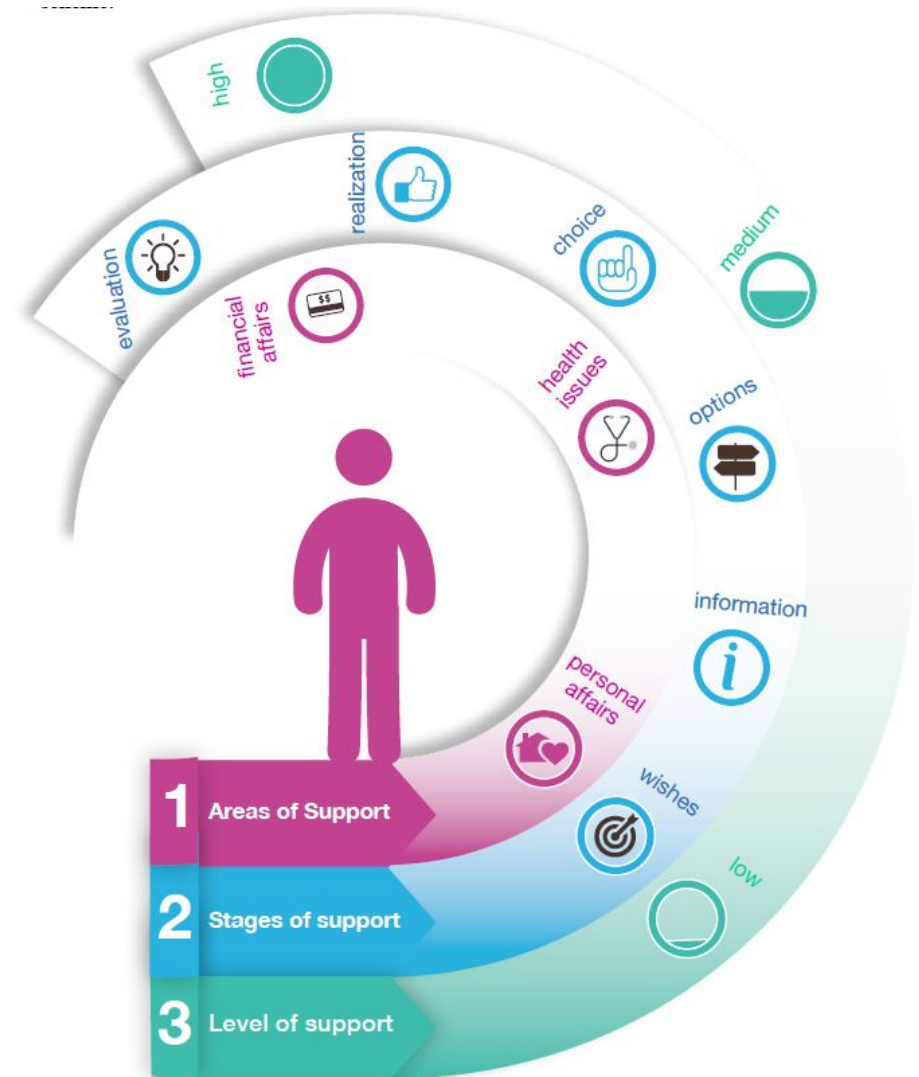 high
realization
choice
medium
evaluation
$$
financial
affairs
health
issues
options
information
personal
affairs
wishes
low
1 Areas of Support
2 Stages of support
3 Level of support